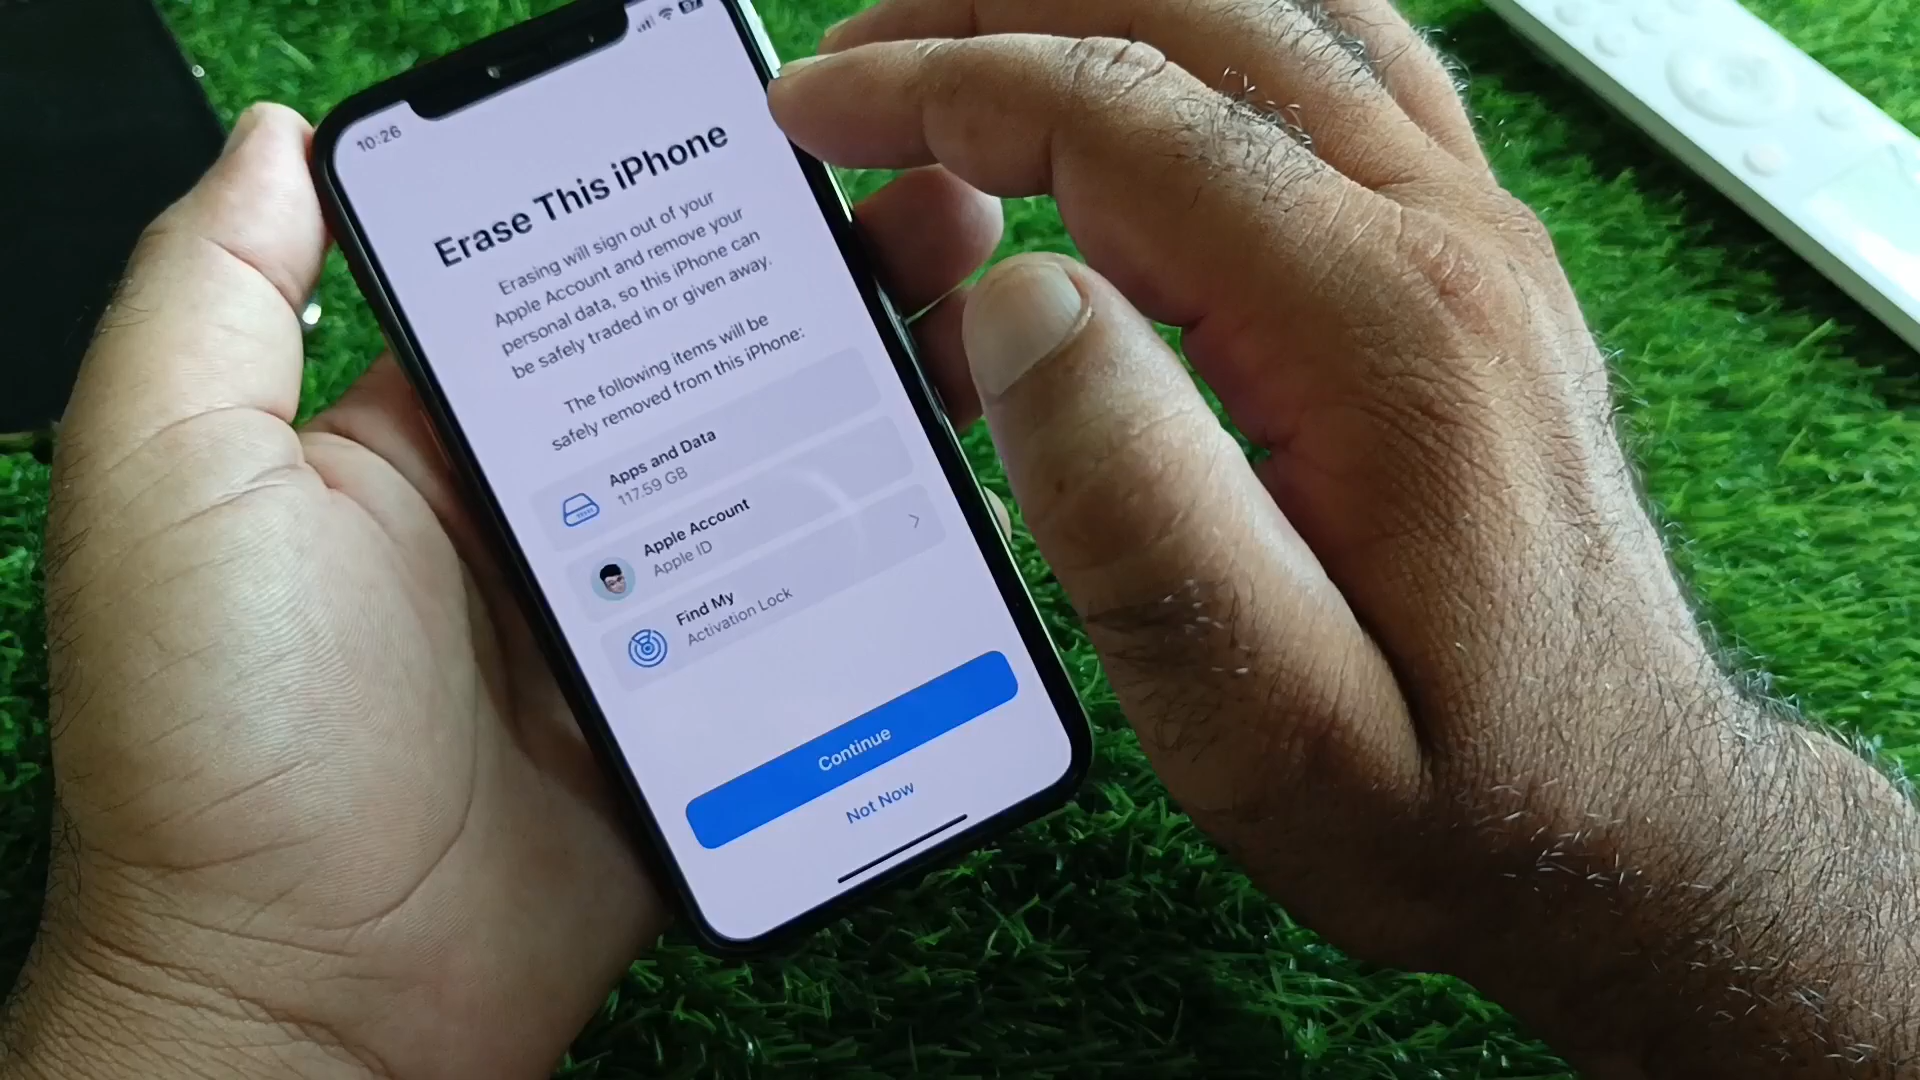 10:26
97
Erase This iPhone
Erasing will sign out of your
Apple Account and remove your
personal data, so this iPhone can
be safely traded in or given away.
The following items will be
safely removed from this iPhone:
Apps and Data
117.59 GB
Apple Account
Apple ID
Find My
Activation Lock
Continue
Not Now